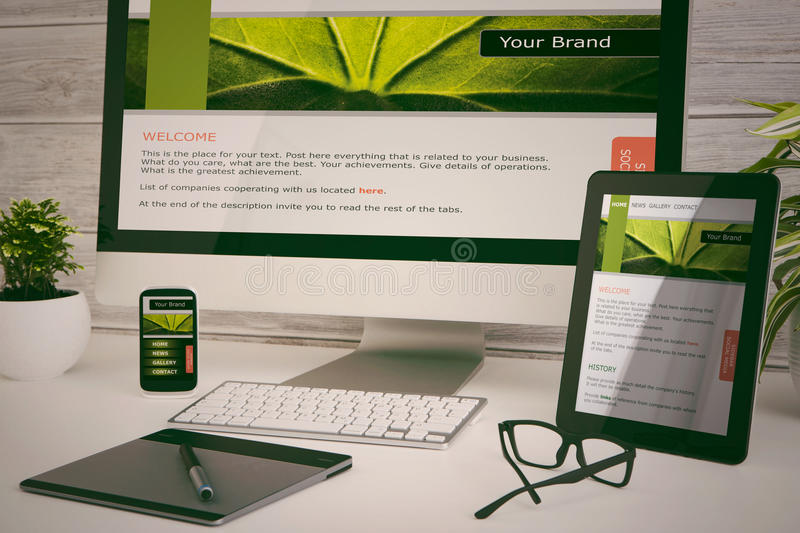 Your Brand
WELCOME
This is the place for your text. Post here everything that is related to your business.
What do you care, what are the best. Your achievements. Give details of operations.
What is the greatest achievement.
List of companies cooperating with us located here.
At the end of the description invite you to read the rest of the tabs.
Your Brand
HOME
NEWS
GALLERY
CONTACT
HOME NEWS GALLERY CONTACT
Your Brand
WELCOME
This is the place for your text. Post here everything that
is related to your business.
What do you care, what are the best. Your achievements.
Give details of operations.
What is the greatest achievement.
List of companies cooperating with us located here.
At the end of the description invite you to read the rest
of the tabs.
SIDEBAR
SOCIAL MEDIA
HISTORY
Please provide as much detail the company's history
it will then be notable.
Provide links of reference from companies with where
you collaborated.
dreamstime